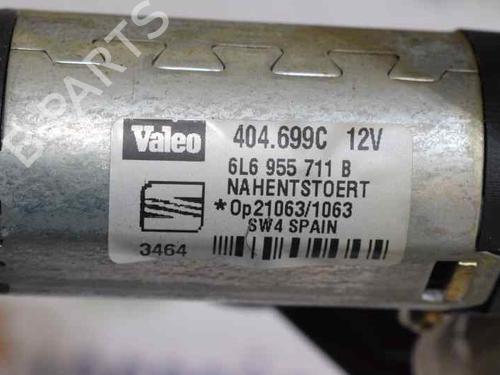 B PARTS
Valeo 404.699C 12V
6L6 955 711 B
NAHENTSTOERT
*Op21063/1063
SW4 SPAIN
3464